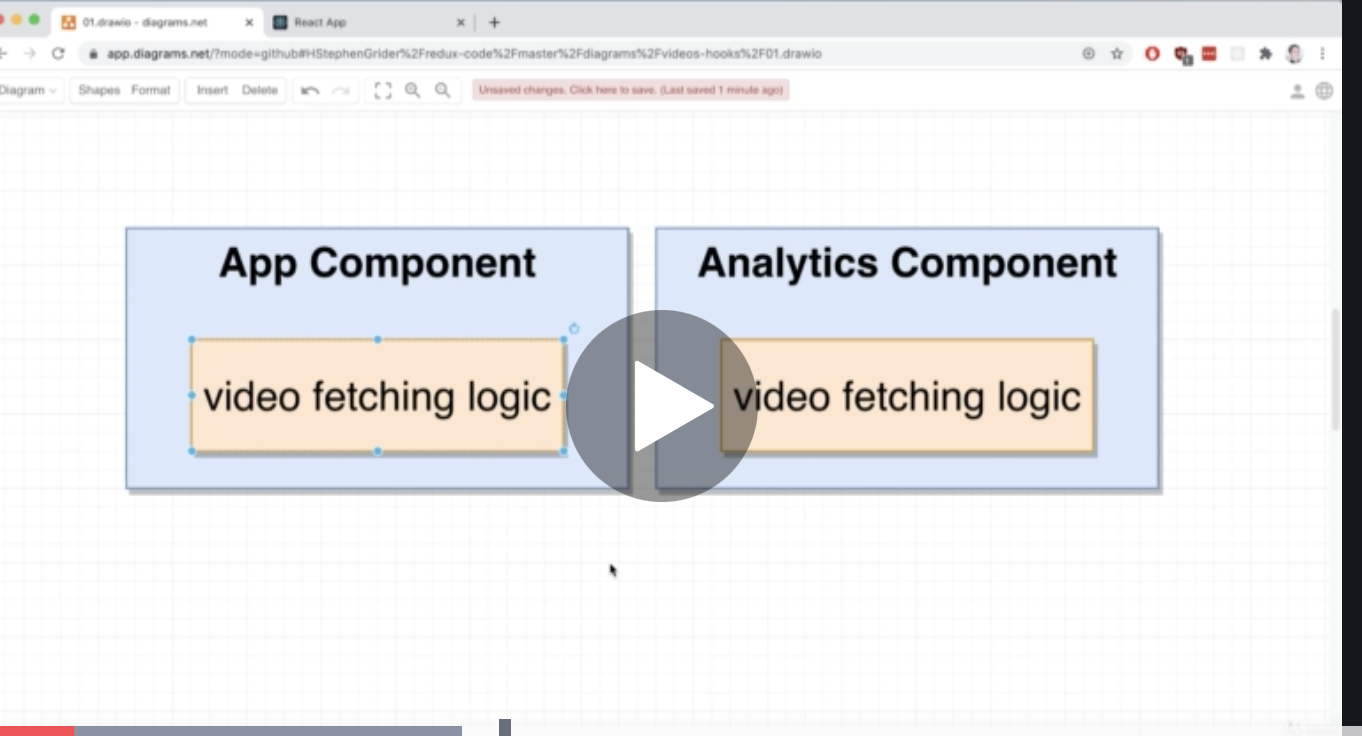 01.drawio - diagrams.net
React App
app.diagrams.net/?mode=github#HStephenGrider%2Fredux-code%2Fmaster%2Fdiagrams%2Fvideos-hooks%2F01.drawio
Diagram Shapes Format Insert Delete Unsaved changes. Click here to save. (Last saved 1 minute ago)
App Component
video fetching logic
Analytics Component
video fetching logic